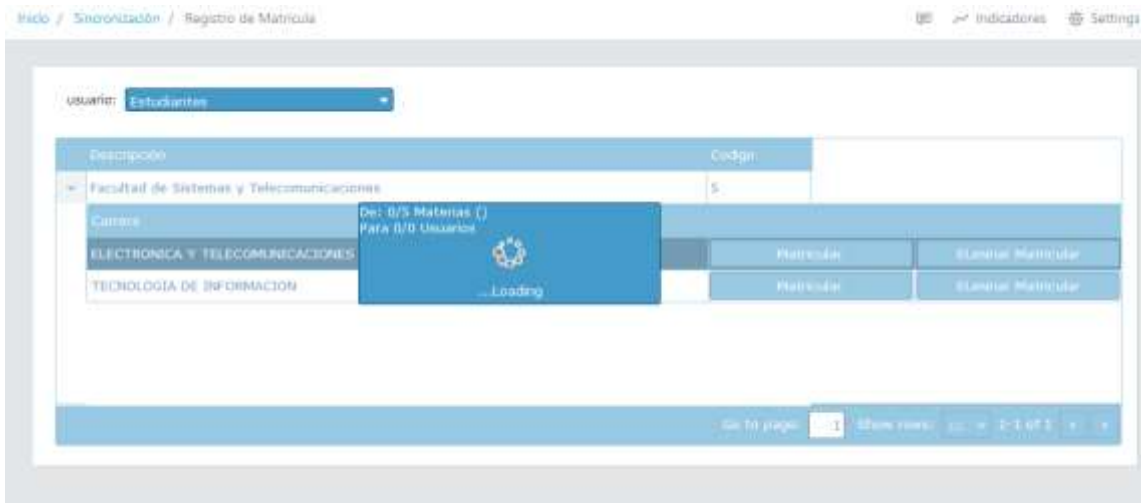 Inicio / Sincronización / Registro de Matricula
Indicadores Settings
usuario: Estudiantes
Descripción Codigo
Facultad de Sistemas y Telecomunicaciones S
Carrera
De: 0/5 Materias ()
Para 0/0 Usuarios
ELECTRONICA Y TELECOMUNICACIONES Matricular ELiminar Matricular
TECNOLOGIA DE INFORMACION Matricular ELiminar Matricular
...Loading
Go to page: 1 Show rows: 1-1 of 1